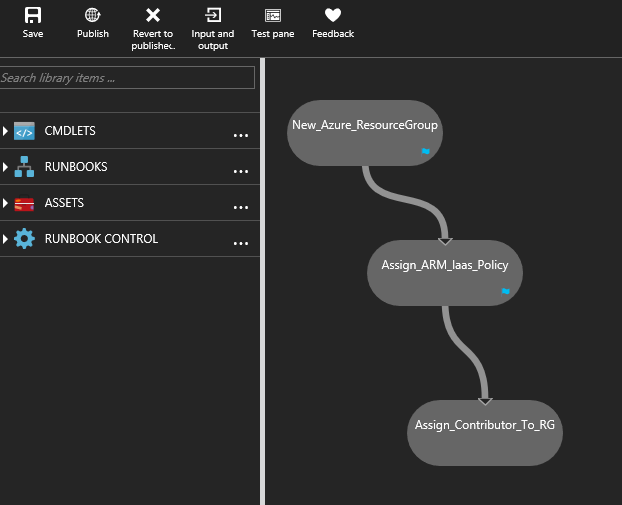 Save
Publish
Revert to
publishe..
Input and
output
Test pane
Feedback
Search library items ...
CMDLETS
...
RUNBOOKS
...
ASSETS
...
RUNBOOK CONTROL
...
New_Azure_ResourceGroup
Assign_ARM_Iaas_Policy
Assign_Contributor_To_RG